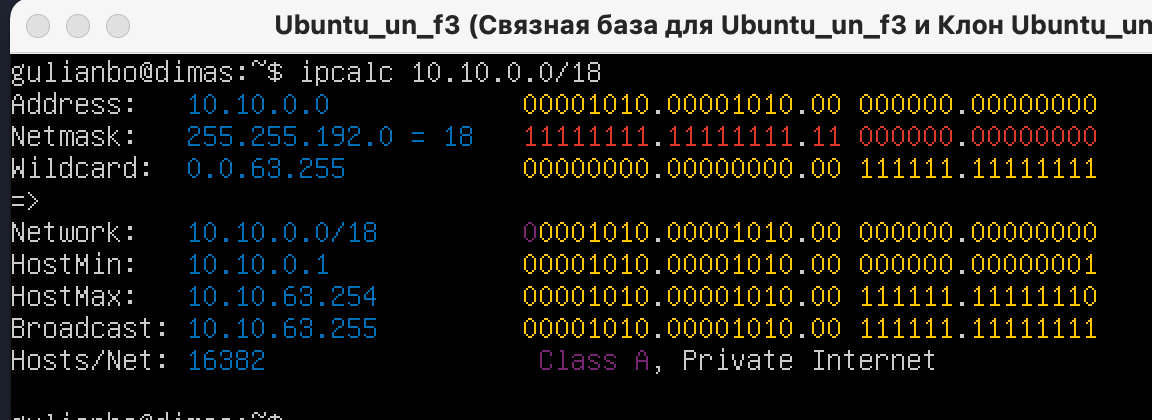 Ubuntu_un_f3 (Связная база для Ubuntu_un_f3 и Клон Ubuntu_un
gulianbo@dimas:~$ ipcalc 10.10.0.0/18
Address:   10.10.0.0            00001010.00001010.00 000000.00000000
Netmask:   255.255.192.0 = 18   11111111.11111111.11 000000.00000000
Wildcard:  0.0.63.255           00000000.00000000.00 111111.11111111
=>
Network:   10.10.0.0/18         00001010.00001010.00 000000.00000000
HostMin:   10.10.0.1            00001010.00001010.00 000000.00000001
HostMax:   10.10.63.254         00001010.00001010.00 111111.11111110
Broadcast: 10.10.63.255         00001010.00001010.00 111111.11111111
Hosts/Net: 16382                 Class A, Private Internet
gulianbo@dimas:~$